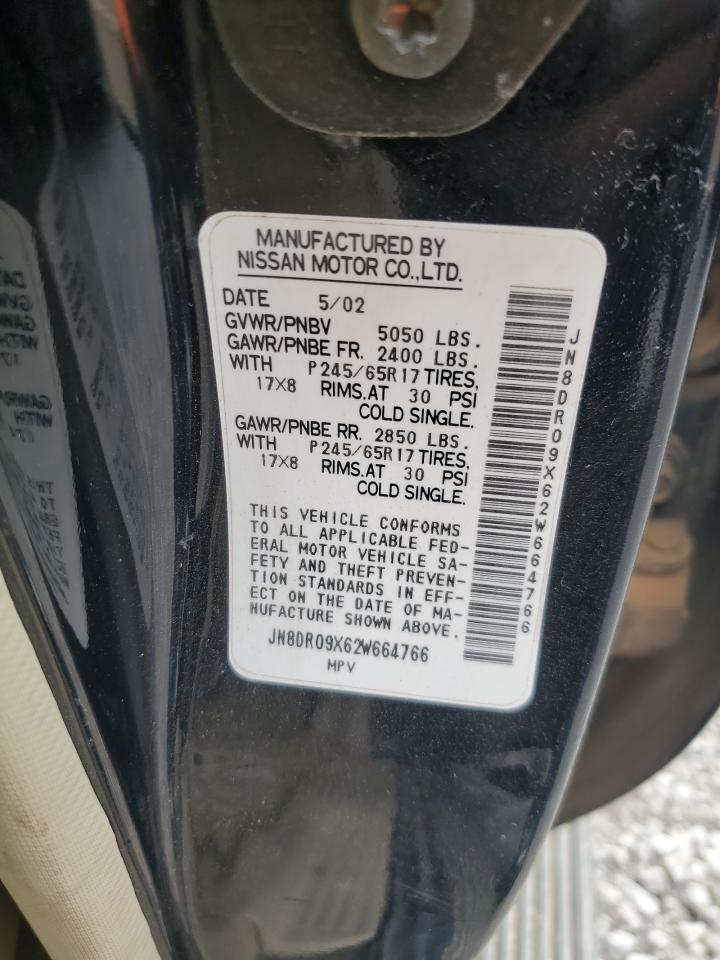 MANUFACTURED BY
NISSAN MOTOR CO.,LTD.
DATE 5/02
GVWR/PNBV 5050 LBS.
GAWR/PNBE FR. 2400 LBS.
WITH P245/65R17 TIRES,
17X8 RIMS.AT 30 PSI
COLD SINGLE.
GAWR/PNBE RR. 2850 LBS.
WITH P245/65R17 TIRES,
17X8 RIMS.AT 30 PSI
COLD SINGLE.
THIS VEHICLE CONFORMS
TO ALL APPLICABLE FED-
ERAL MOTOR VEHICLE SA-
FETY AND THEFT PREVEN-
TION STANDARDS IN EFF-
ECT ON THE DATE OF MA-
NUFACTURE SHOWN ABOVE.
JN8DR09X62W664766
MPV
JN8DR09X62W664766